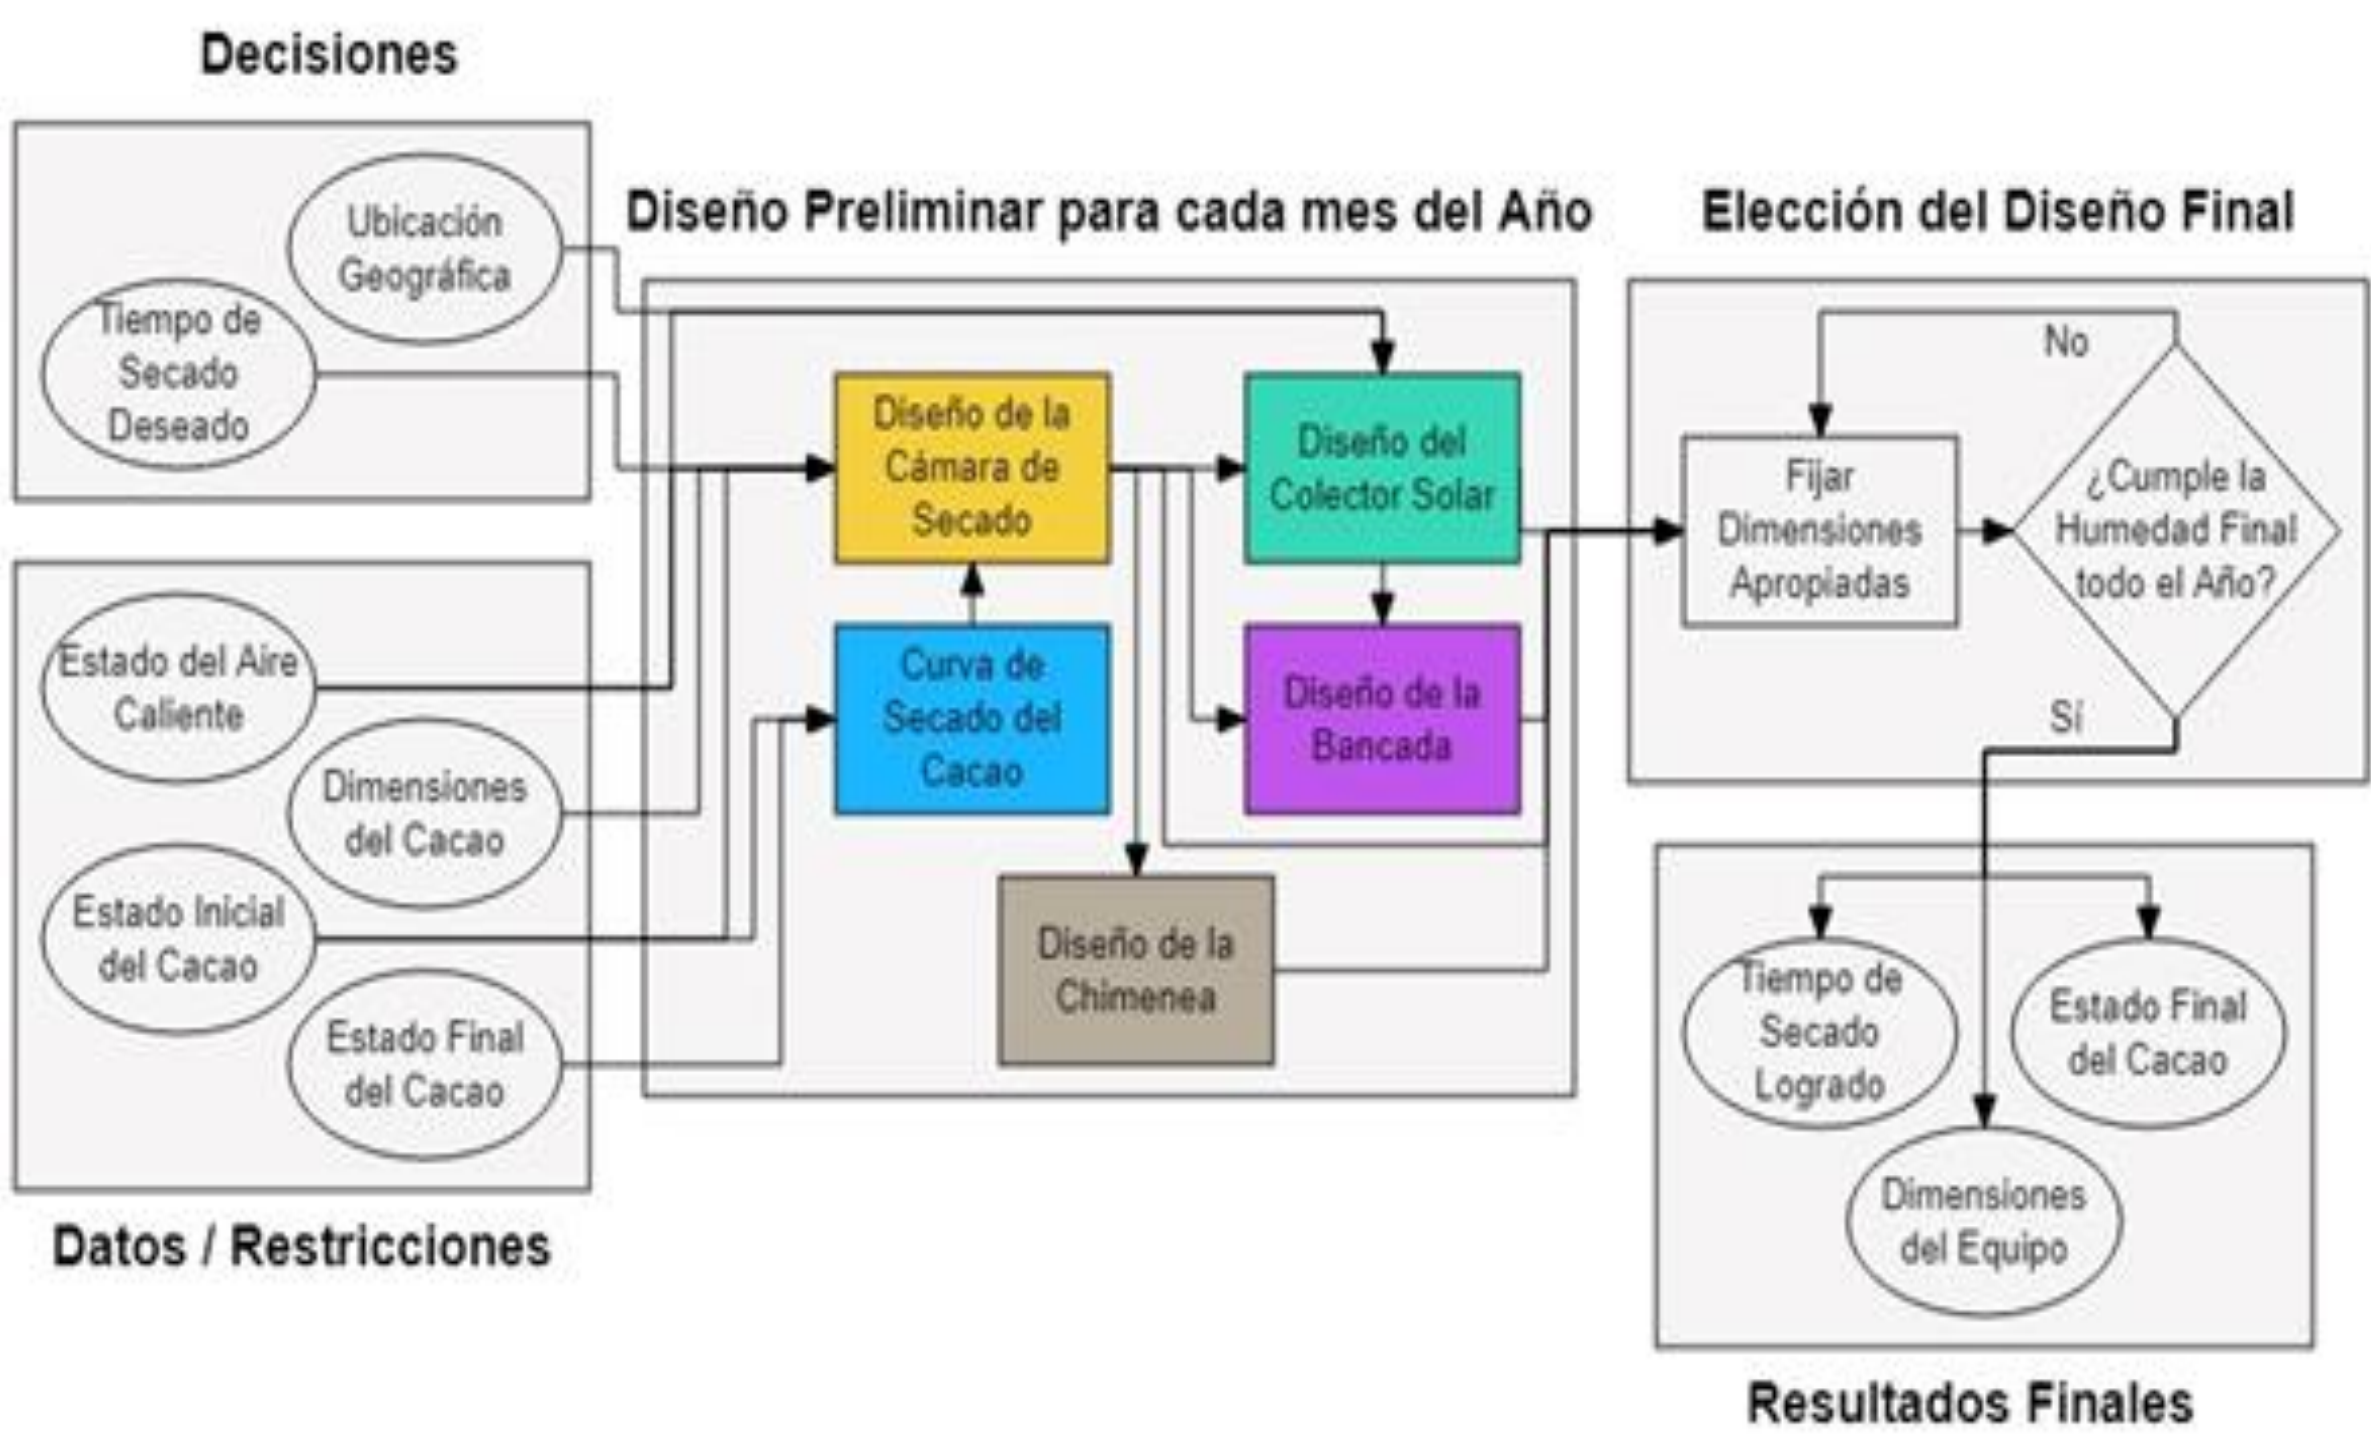 Decisiones
Ubicación
Geográfica
Tiempo de
Secado
Deseado
Estado del Aire
Caliente
Dimensiones
del Cacao
Estado Inicial
del Cacao
Estado Final
del Cacao
Datos / Restricciones
Diseño Preliminar para cada mes del Año
Diseño de la
Cámara de
Secado
Diseño del
Colector Solar
Curva de
Secado del
Cacao
Diseño de la
Bancada
Diseño de la
Chimenea
Elección del Diseño Final
No
Fijar
Dimensiones
Apropiadas
¿Cumple la
Humedad Final
todo el Año?
Sí
Tiempo de
Secado
Logrado
Estado Final
del Cacao
Dimensiones
del Equipo
Resultados Finales